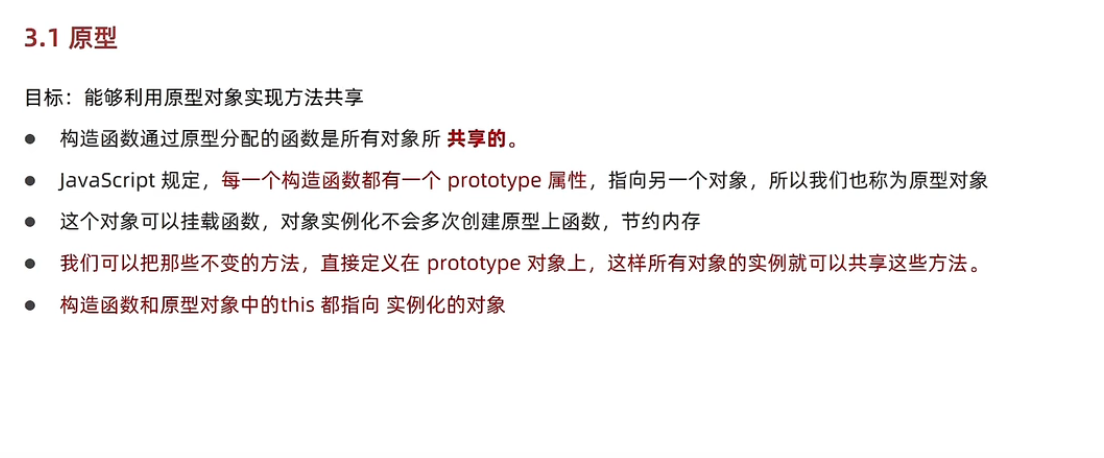 3.1 原型
目标：能够利用原型对象实现方法共享
● 构造函数通过原型分配的函数是所有对象所 共享的。
● JavaScript 规定，每一个构造函数都有一个 prototype 属性，指向另一个对象，所以我们也称为原型对象
● 这个对象可以挂载函数，对象实例化不会多次创建原型上函数，节约内存
● 我们可以把那些不变的方法，直接定义在 prototype 对象上，这样所有对象的实例就可以共享这些方法。
● 构造函数和原型对象中的this 都指向 实例化的对象